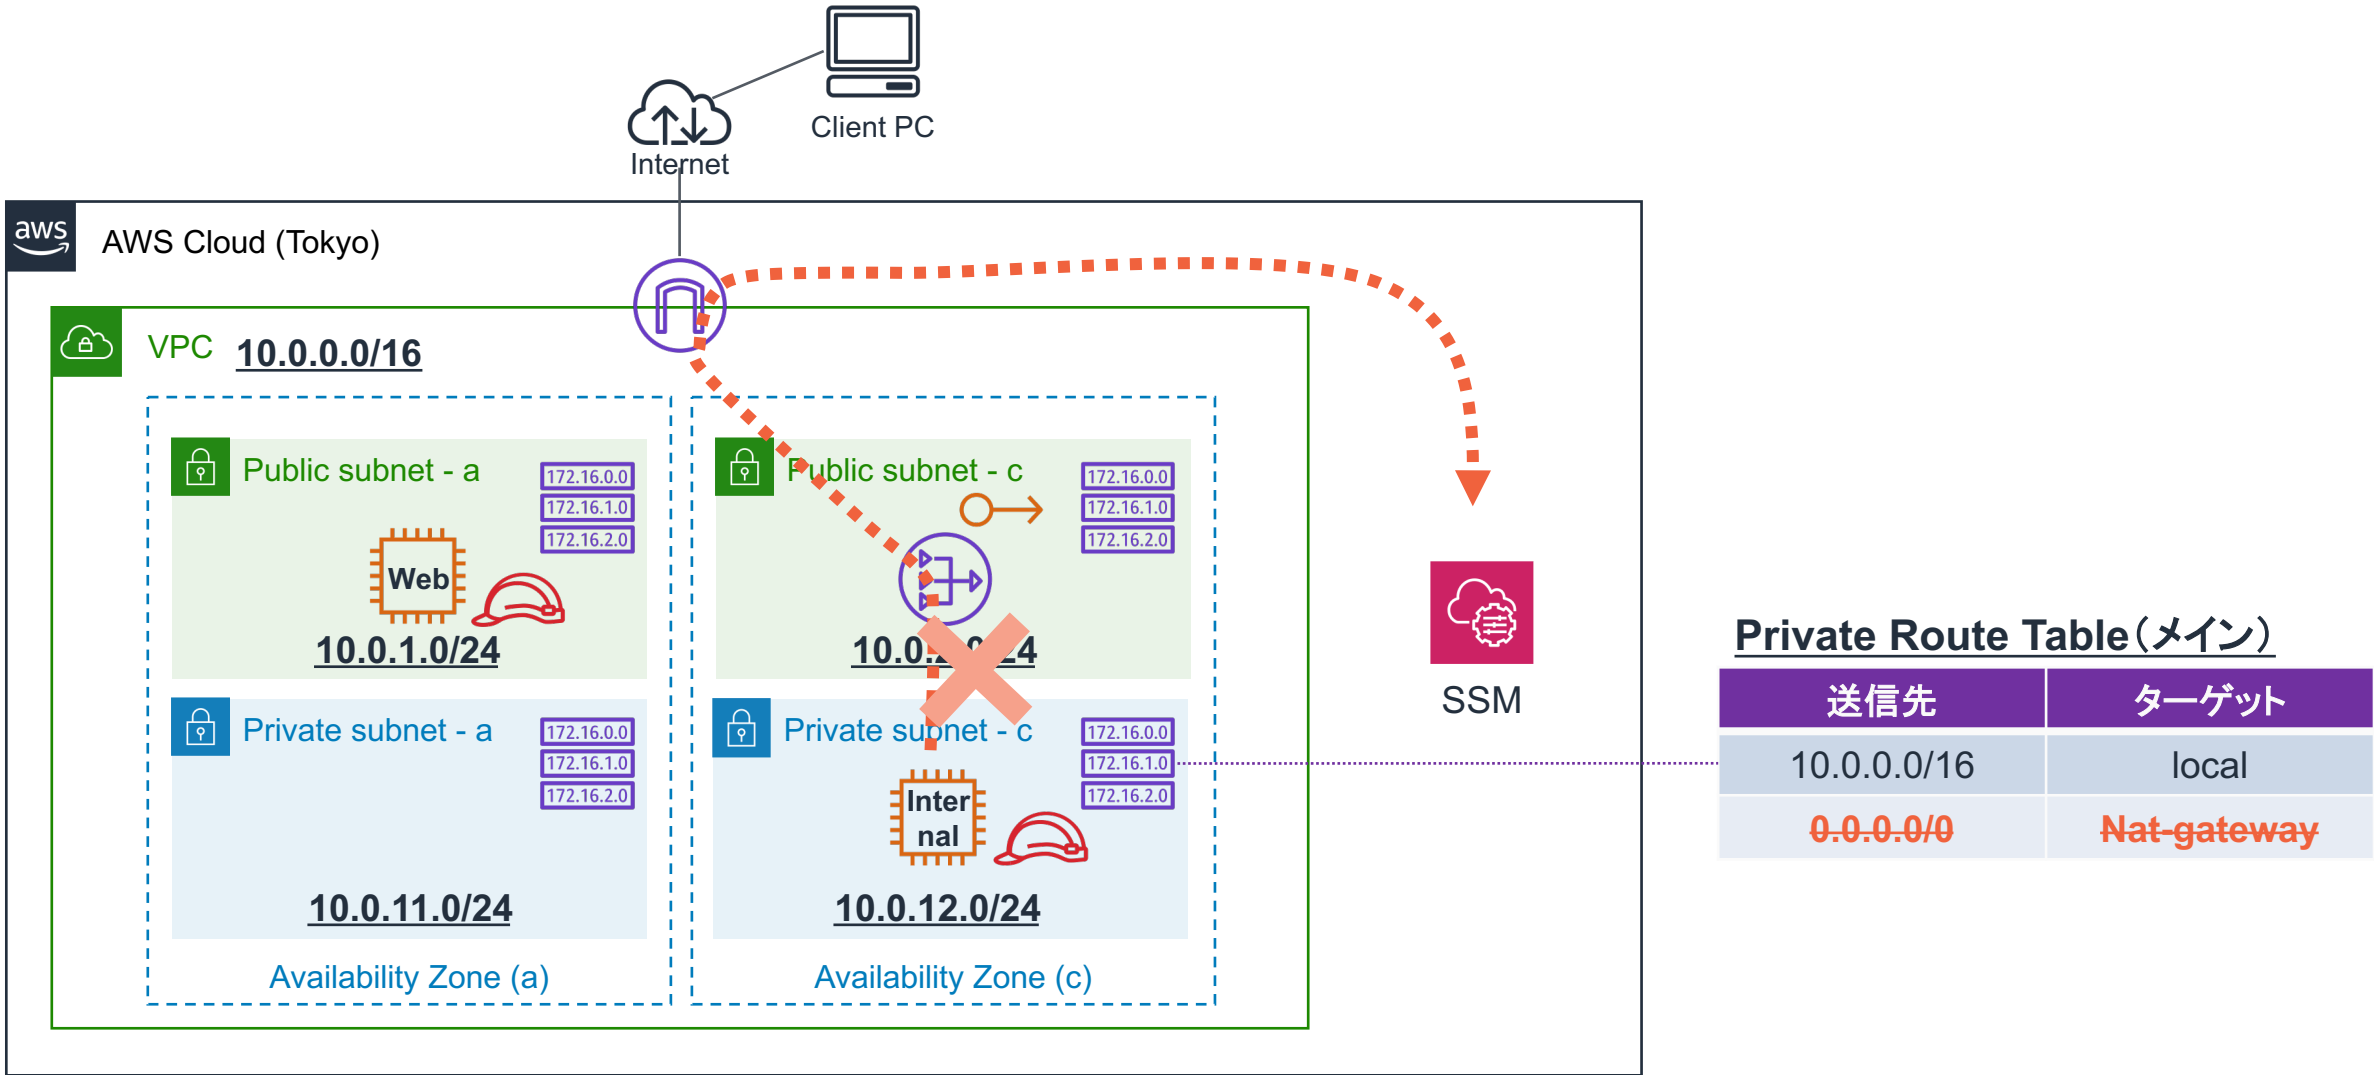 Client PC
Internet
aws
AWS Cloud (Tokyo)
VPC 10.0.0.0/16
Public subnet - a
172.16.0.0
172.16.1.0
172.16.2.0
Web
10.0.1.0/24
Public subnet - c
172.16.0.0
172.16.1.0
172.16.2.0
10.0.2.0/24
Private subnet - a
172.16.0.0
172.16.1.0
172.16.2.0
10.0.11.0/24
Availability Zone (a)
Private subnet - c
172.16.0.0
172.16.1.0
172.16.2.0
Inter
nal
10.0.12.0/24
Availability Zone (c)
SSM
Private Route Table（メイン）
送信先 ターゲット
10.0.0.0/16 local
0.0.0.0/0 Nat-gateway